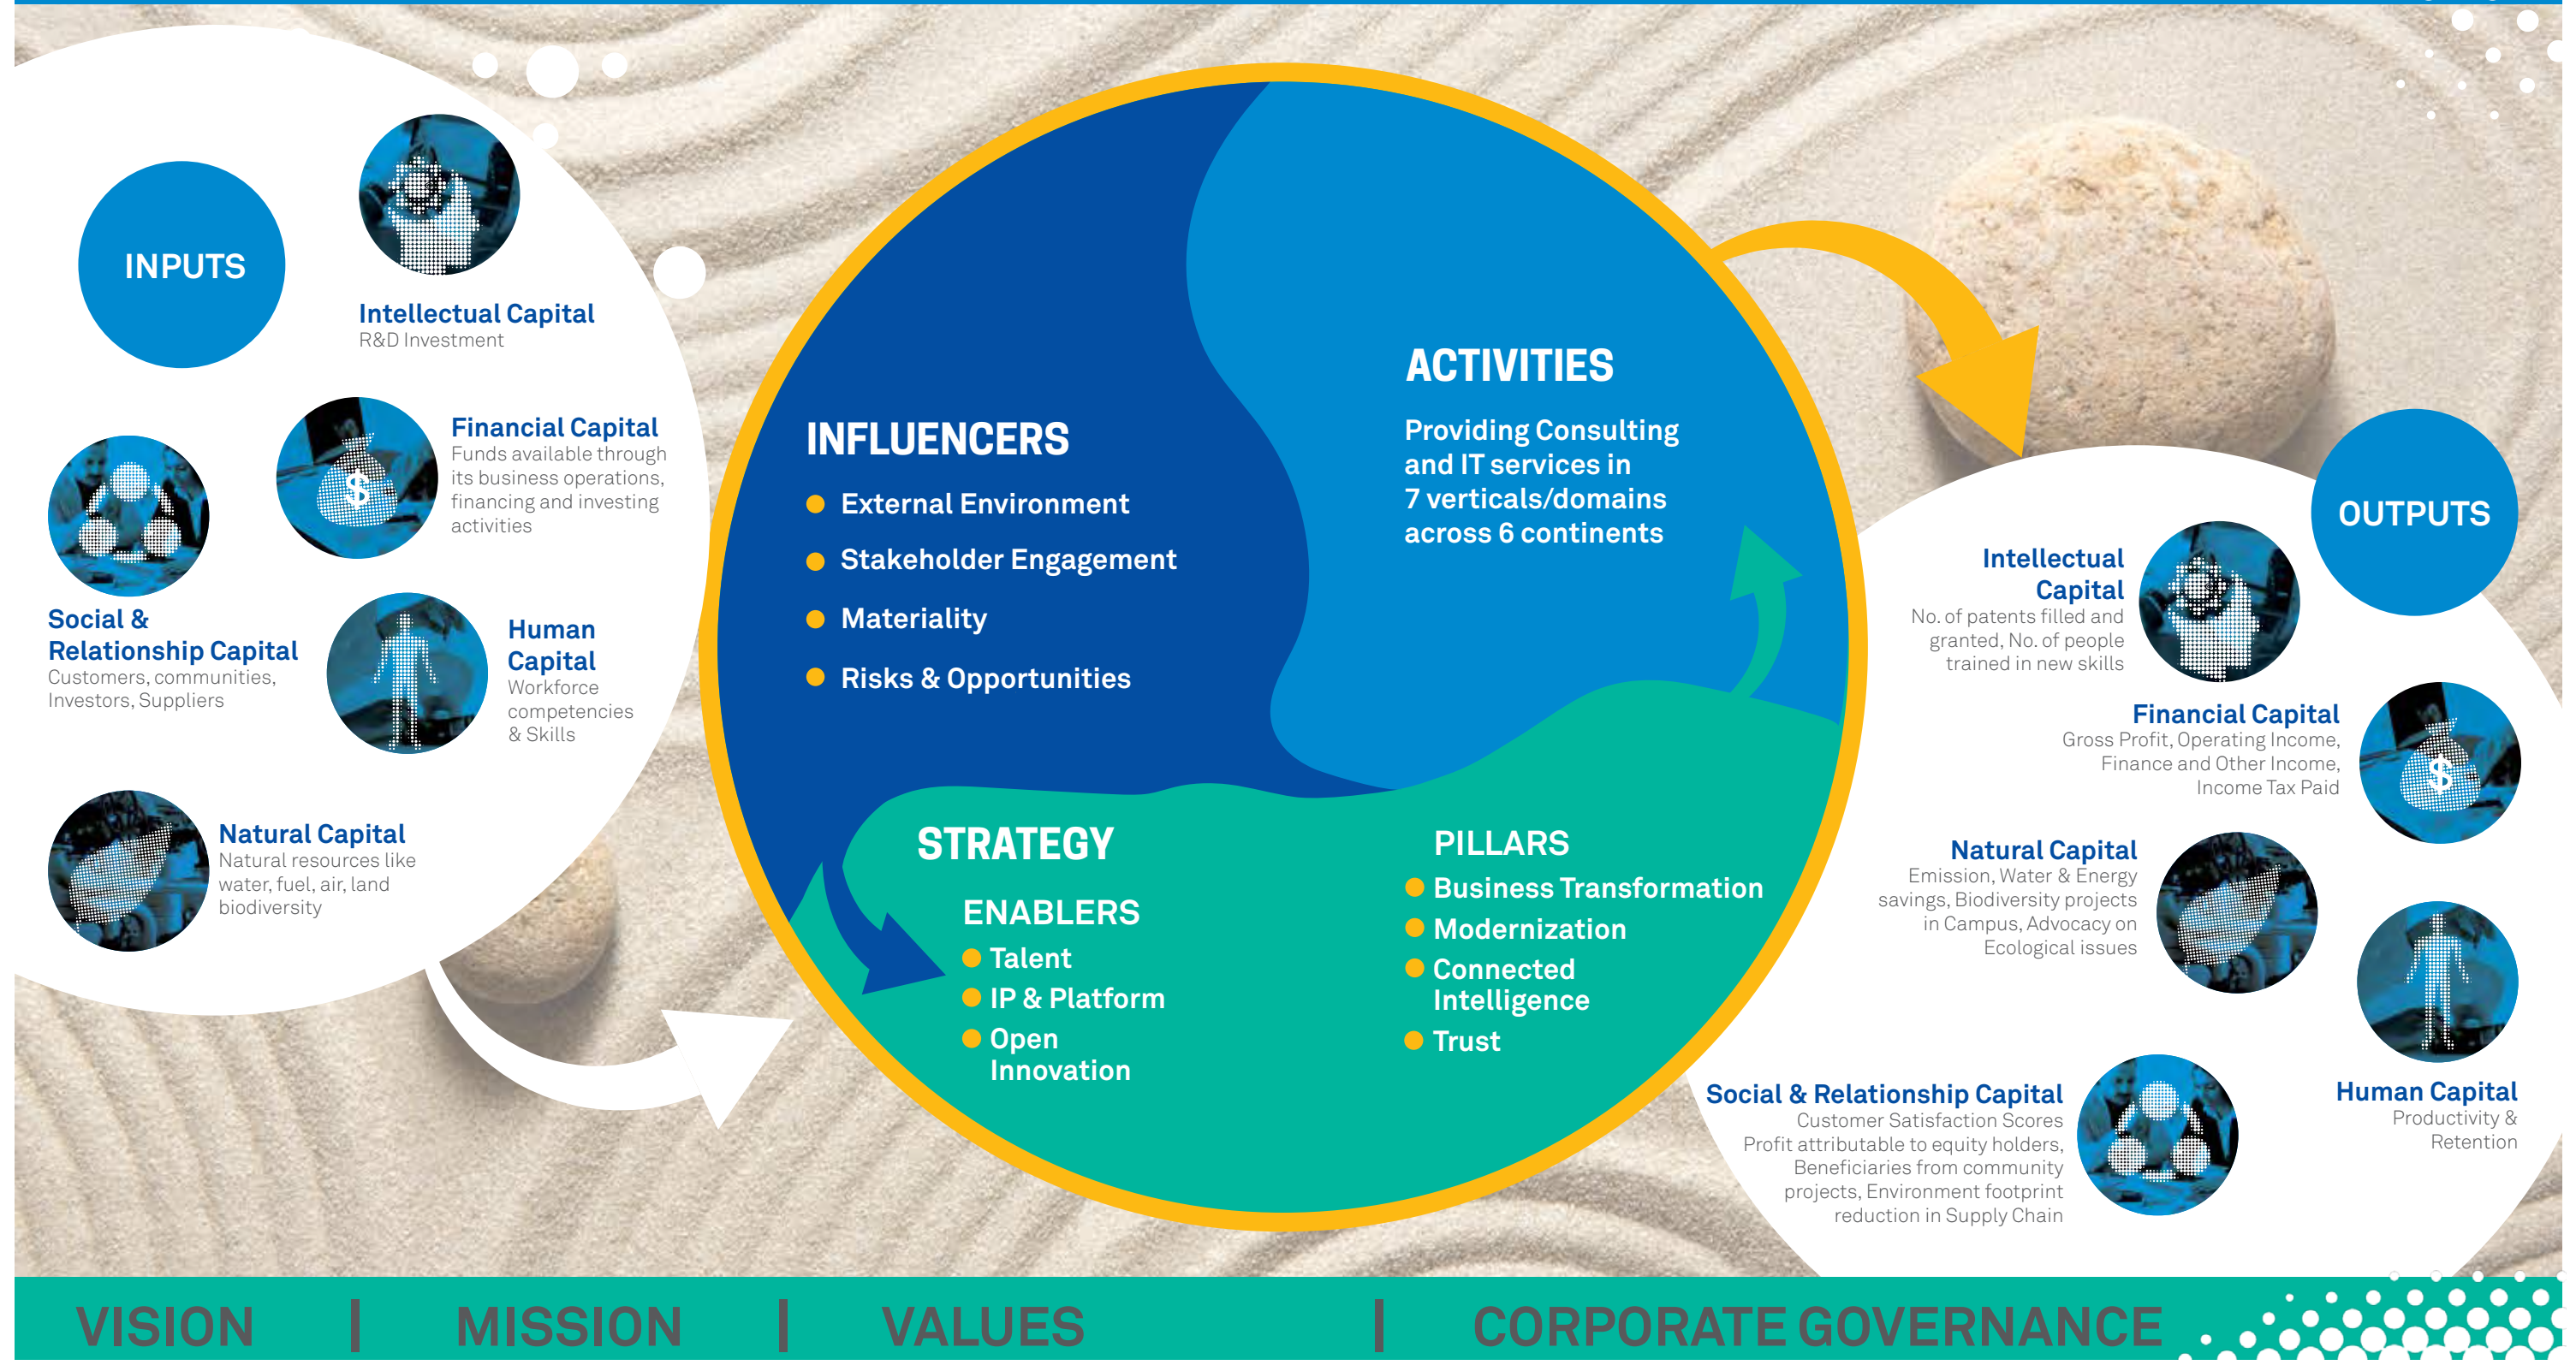 INPUTS
Intellectual Capital
R&D Investment
Financial Capital
Funds available through
its business operations,
financing and investing
activities
Social &
Relationship Capital
Customers, communities,
Investors, Suppliers
Human
Capital
Workforce
competencies
& Skills
Natural Capital
Natural resources like
water, fuel, air, land
biodiversity
INFLUENCERS
External Environment
Stakeholder Engagement
Materiality
Risks & Opportunities
ACTIVITIES
Providing Consulting
and IT services in
7 verticals/domains
across 6 continents
STRATEGY
ENABLERS
Talent
IP & Platform
Open
Innovation
PILLARS
Business Transformation
Modernization
Connected
Intelligence
Trust
OUTPUTS
Intellectual
Capital
No. of patents filled and
granted, No. of people
trained in new skills
Financial Capital
Gross Profit, Operating Income,
Finance and Other Income,
Income Tax Paid
Natural Capital
Emission, Water & Energy
savings, Biodiversity projects
in Campus, Advocacy on
Ecological issues
Human Capital
Productivity &
Retention
Social & Relationship Capital
Customer Satisfaction Scores
Profit attributable to equity holders,
Beneficiaries from community
projects, Environment footprint
reduction in Supply Chain
VISION | MISSION | VALUES | CORPORATE GOVERNANCE